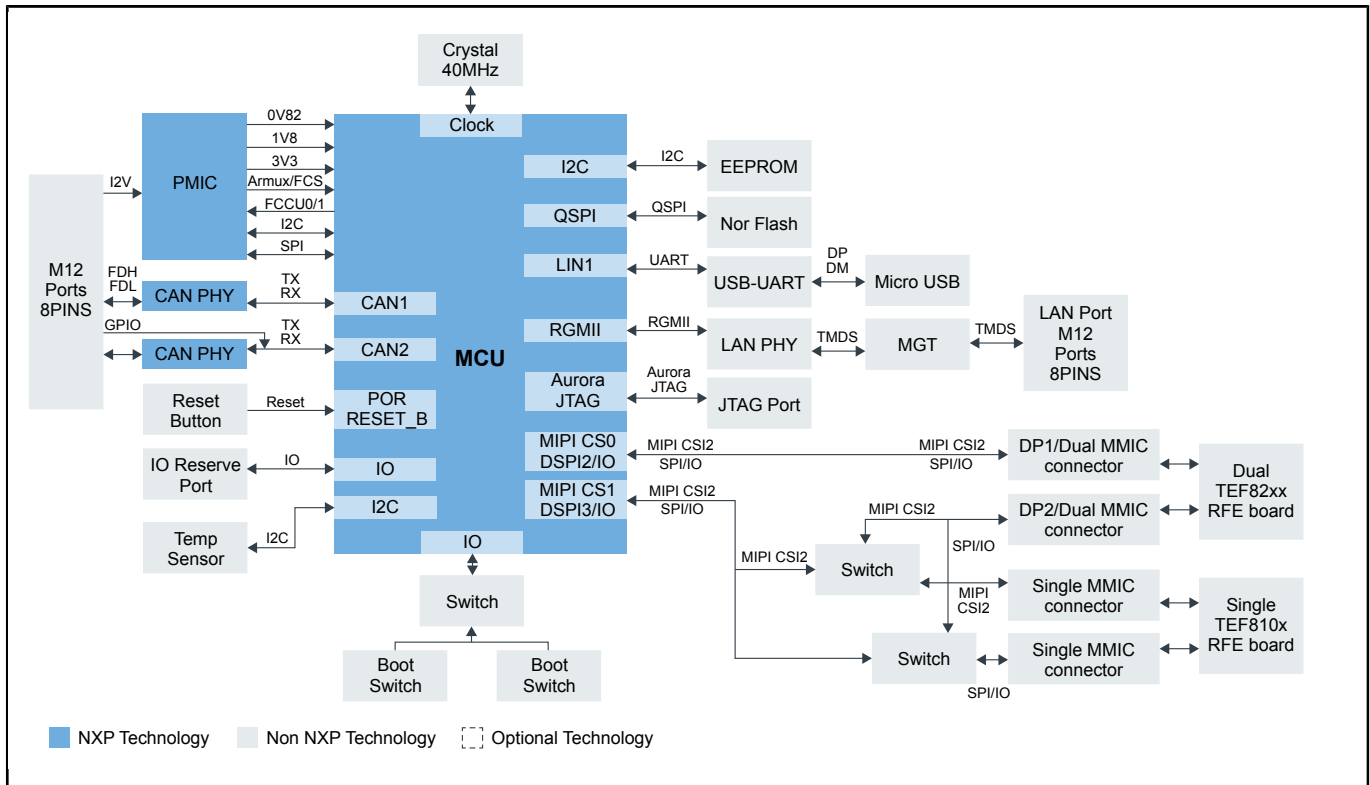 Crystal
40MHz
Clock
PMIC
0V82
1V8
3V3
Armux/FCS
FCCU0/1
I2C
SPI
I2V
M12
Ports
8PINS
FDH
FDL
CAN PHY
TX
RX
CAN1
GPIO
CAN PHY
TX
RX
CAN2
MCU
Reset
Button
Reset
POR
RESET_B
IO Reserve
Port
IO
IO
Temp
Sensor
I2C
I2C
IO
Switch
Boot
Switch
Boot
Switch
I2C
I2C
EEPROM
QSPI
QSPI
Nor Flash
LIN1
UART
USB-UART
DP
DM
Micro USB
RGMII
RGMII
LAN PHY
TMDS
MGT
TMDS
LAN Port
M12
Ports
8PINS
Aurora
JTAG
Aurora
JTAG
JTAG Port
MIPI CS0
DSPI2/IO
MIPI CSI2
SPI/IO
MIPI CSI2
SPI/IO
DP1/Dual MMIC
connector
Dual
TEF82xx
RFE board
MIPI CS1
DSPI3/IO
MIPI CSI2
SPI/IO
MIPI CSI2
DP2/Dual MMIC
connector
SPI/IO
MIPI CSI2
Switch
MIPI
CSI2
Single MMIC
connector
Single
TEF810x
RFE board
Switch
SPI/IO
Single MMIC
connector
NXP Technology
Non NXP Technology
Optional Technology